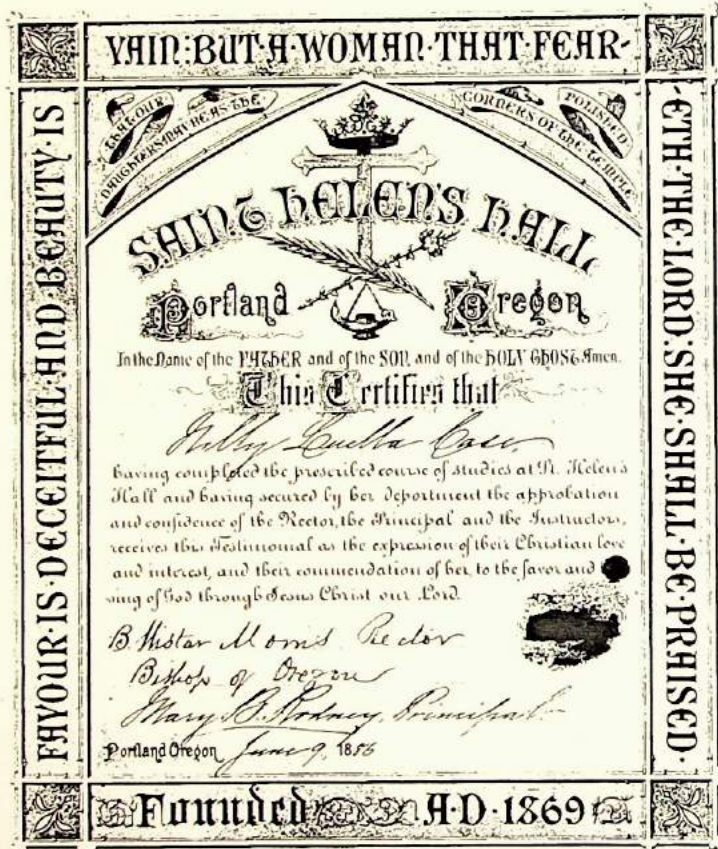 FAVOUR·IS·DECEITFUL·AND·BEAUTY·IS
VAIN:BUT·A·WOMAN·THAT·FEAR-
-ETH·THE·LORD:SHE·SHALL·BE·PRAISED·
THAT·OUR
DAUGHTERS·MAY·BE·AS·THE
POLISHED
CORNERS·OF·THE·TEMPLE
SAINT HELEN'S HALL
Portland Oregon
In the Name of the FATHER and of the SON, and of the HOLY GHOST. Amen.
This Certifies that
Luella Case
having completed the prescribed course of studies at St. Helen's
Hall and having secured by her deportment the approbation
and confidence of the Rector, the Principal and the Instructors,
receives this Testimonial as the expression of their Christian love
and interest, and their commendation of her, to the favor and
sing of God through Jesus Christ our Lord.
B Wistar Morris Rector
Bishop of Oregon
Mary B. Rodney, Principal
Portland Oregon June 9, 18
Founded A·D·1869